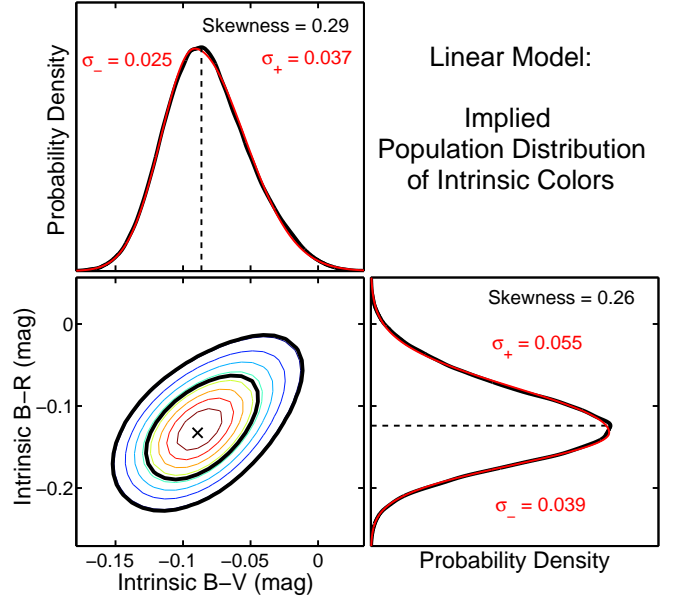 Skewness = 0.29
σ_ = 0.025
σ+ = 0.037
Probability Density
Linear Model:
Implied
Population Distribution
of Intrinsic Colors
Intrinsic B−R (mag)
0
−0.1
−0.2
−0.15
−0.1
−0.05
0
Intrinsic B−V (mag)
Skewness = 0.26
σ+ = 0.055
σ_ = 0.039
Probability Density